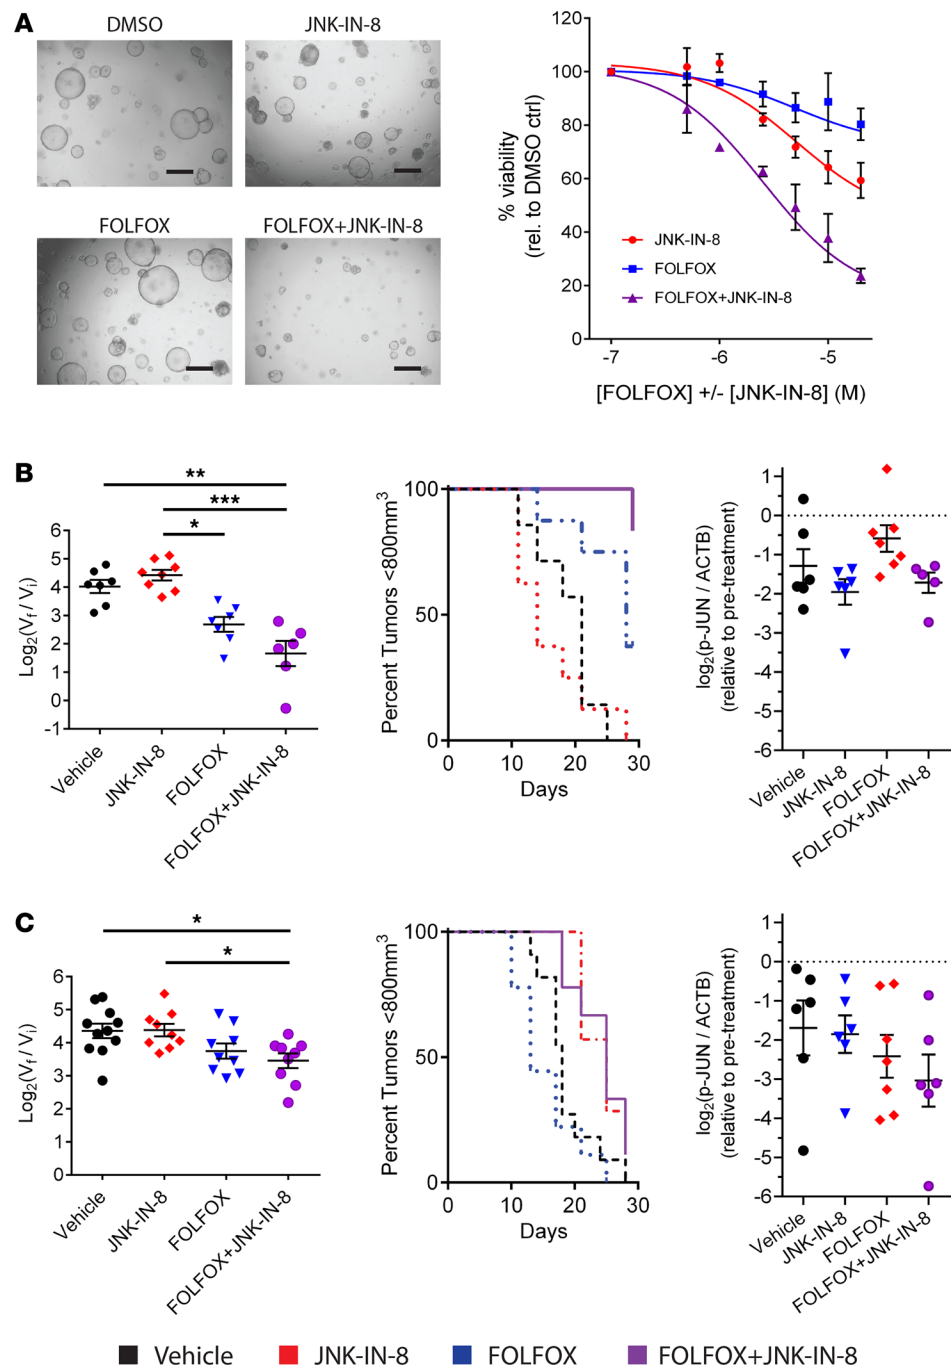 A
DMSO
JNK-IN-8
FOLFOX
FOLFOX+JNK-IN-8
% viability
(rel. to DMSO ctrl)
120
100
80
60
40
20
0
JNK-IN-8
FOLFOX
FOLFOX+JNK-IN-8
-7
-6
-5
[FOLFOX] +/- [JNK-IN-8] (M)
B
**
***
*
Log2(Vf / Vi)
6
5
4
3
2
1
0
-1
Vehicle
JNK-IN-8
FOLFOX
FOLFOX+JNK-IN-8
Percent Tumors <800mm³
100
50
0
0
10
20
30
Days
log2(p-JUN / ACTB)
(relative to pre-treatment)
1
0
-1
-2
-3
-4
-5
-6
Vehicle
JNK-IN-8
FOLFOX
FOLFOX+JNK-IN-8
C
*
*
Log2(Vf / Vi)
6
5
4
3
2
1
0
Vehicle
JNK-IN-8
FOLFOX
FOLFOX+JNK-IN-8
Percent Tumors <800mm³
100
50
0
0
10
20
30
Days
log2(p-JUN / ACTB)
(relative to pre-treatment)
1
0
-1
-2
-3
-4
-5
-6
Vehicle
JNK-IN-8
FOLFOX
FOLFOX+JNK-IN-8
Vehicle
JNK-IN-8
FOLFOX
FOLFOX+JNK-IN-8